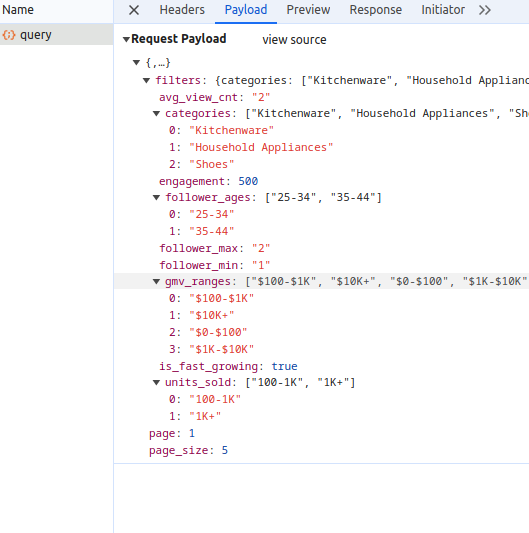 Name
Headers Payload Preview Response Initiator
query
Request Payload view source
{,…}
filters: {categories: ["Kitchenware", "Household Applianc
avg_view_cnt: "2"
categories: ["Kitchenware", "Household Appliances", "Sho
0: "Kitchenware"
1: "Household Appliances"
2: "Shoes"
engagement: 500
follower_ages: ["25-34", "35-44"]
0: "25-34"
1: "35-44"
follower_max: "2"
follower_min: "1"
gmv_ranges: ["$100-$1K", "$10K+", "$0-$100", "$1K-$10K"
0: "$100-$1K"
1: "$10K+"
2: "$0-$100"
3: "$1K-$10K"
is_fast_growing: true
units_sold: ["100-1K", "1K+"]
0: "100-1K"
1: "1K+"
page: 1
page_size: 5